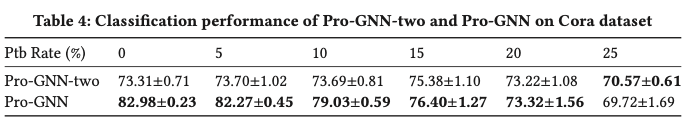 Table 4: Classification performance of Pro-GNN-two and Pro-GNN on Cora dataset
Ptb Rate (%) 0 5 10 15 20 25
Pro-GNN-two 73.31±0.71 73.70±1.02 73.69±0.81 75.38±1.10 73.22±1.08 70.57±0.61
Pro-GNN 82.98±0.23 82.27±0.45 79.03±0.59 76.40±1.27 73.32±1.56 69.72±1.69